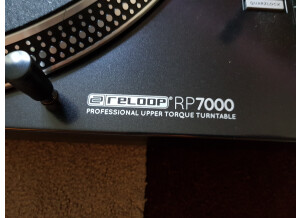 reloop® RP7000
PROFESSIONAL UPPER TORQUE TURNTABLE